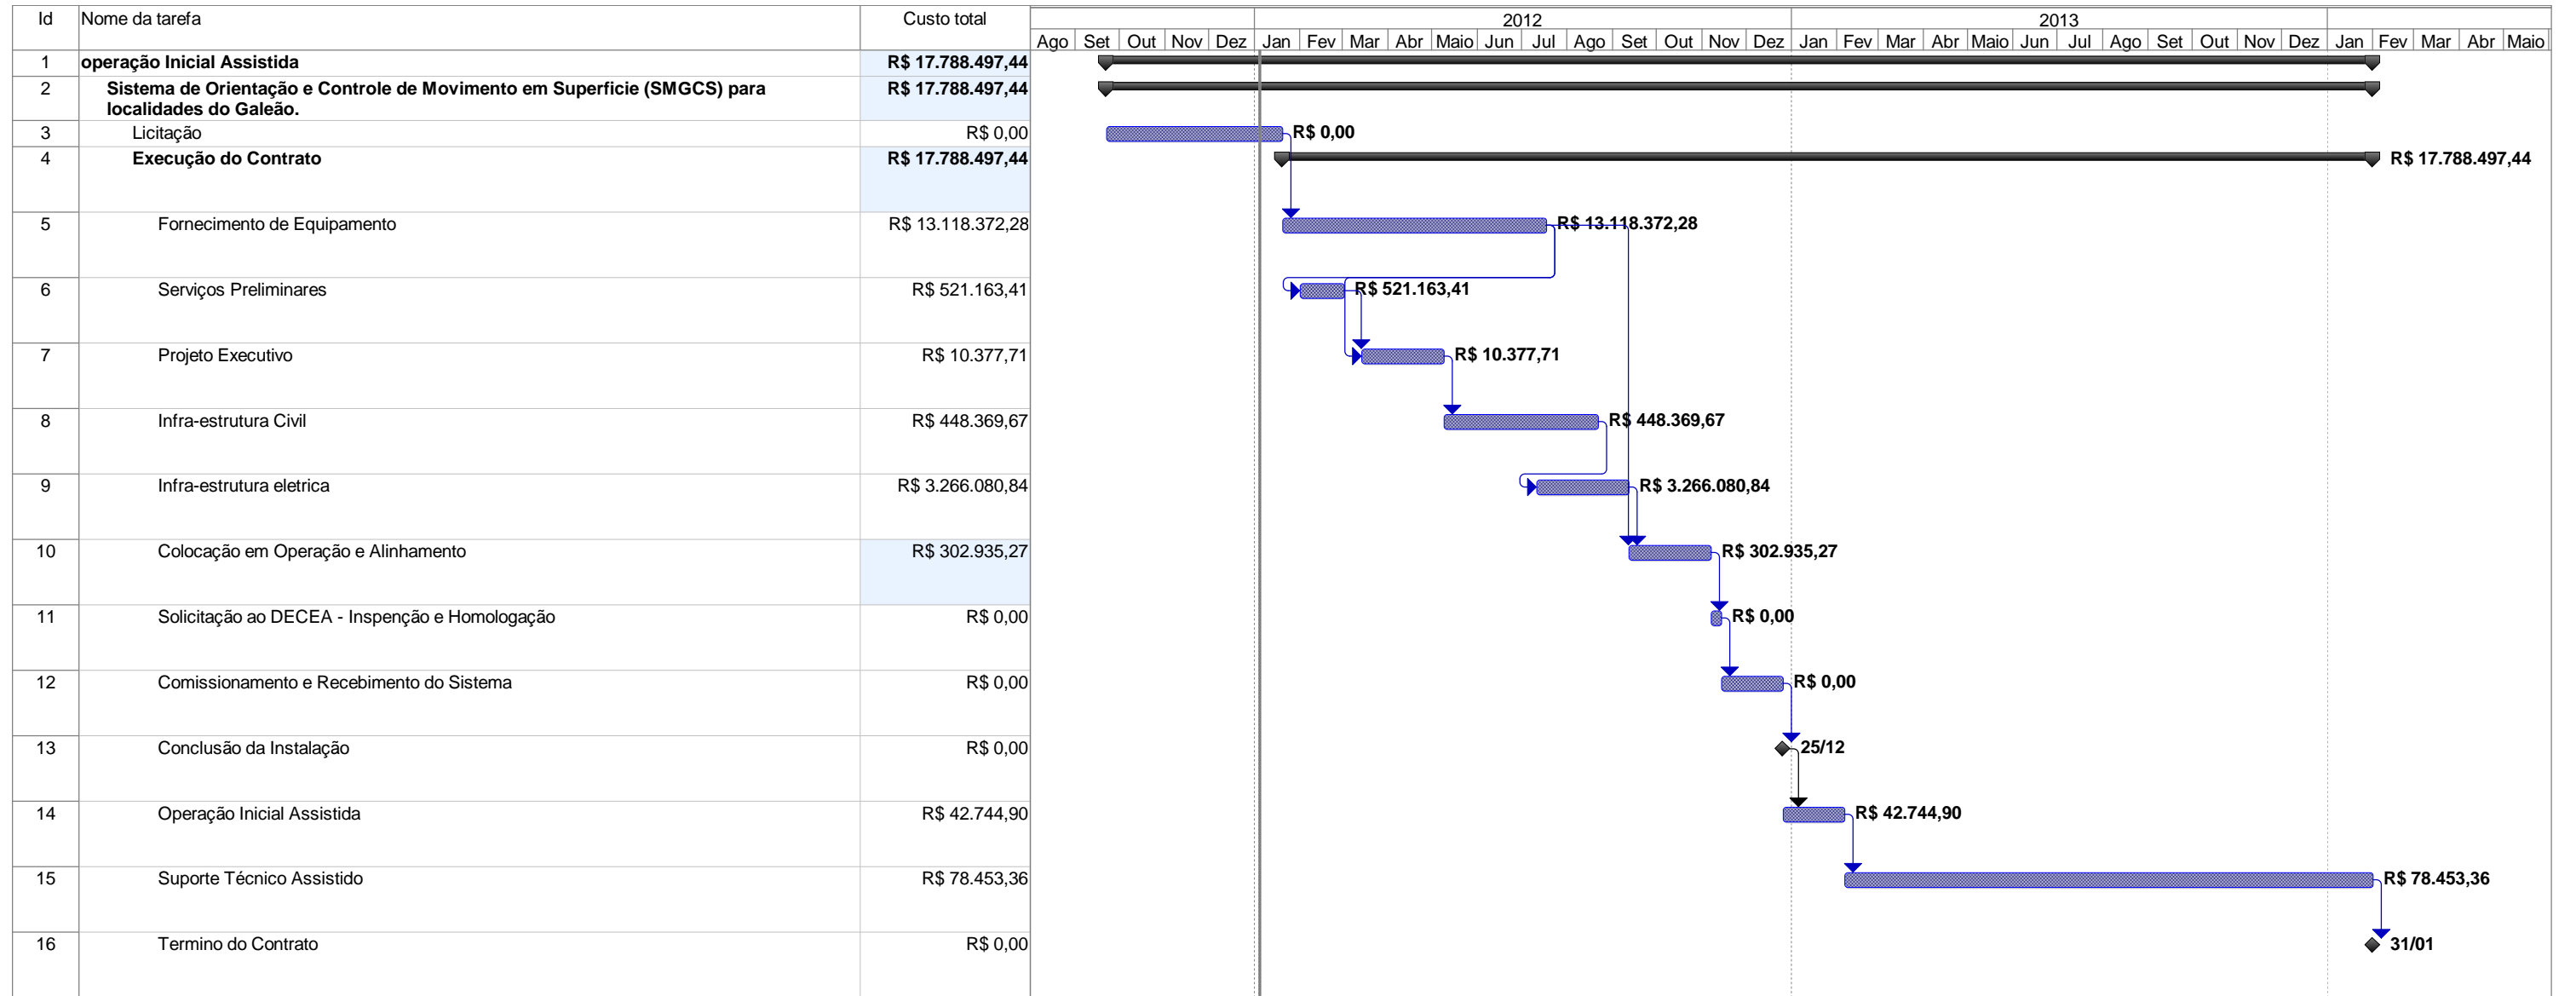 Id Nome da tarefa Custo total 2012 2013
Ago Set Out Nov Dez Jan Fev Mar Abr Maio Jun Jul Ago Set Out Nov Dez Jan Fev Mar Abr Maio Jun Jul Ago Set Out Nov Dez Jan Fev Mar Abr Maio
1 operação Inicial Assistida R$ 17.788.497,44
2 Sistema de Orientação e Controle de Movimento em Superfície (SMGCS) para R$ 17.788.497,44
localidades do Galeão.
3 Licitação R$ 0,00 R$ 0,00
4 Execução do Contrato R$ 17.788.497,44 R$ 17.788.497,44
5 Fornecimento de Equipamento R$ 13.118.372,28 R$ 13.118.372,28
6 Serviços Preliminares R$ 521.163,41 R$ 521.163,41
7 Projeto Executivo R$ 10.377,71 R$ 10.377,71
8 Infra-estrutura Civil R$ 448.369,67 R$ 448.369,67
9 Infra-estrutura eletrica R$ 3.266.080,84 R$ 3.266.080,84
10 Colocação em Operação e Alinhamento R$ 302.935,27 R$ 302.935,27
11 Solicitação ao DECEA - Inspenção e Homologação R$ 0,00 R$ 0,00
12 Comissionamento e Recebimento do Sistema R$ 0,00 R$ 0,00
13 Conclusão da Instalação R$ 0,00 25/12
14 Operação Inicial Assistida R$ 42.744,90 R$ 42.744,90
15 Suporte Técnico Assistido R$ 78.453,36 R$ 78.453,36
16 Termino do Contrato R$ 0,00 31/01